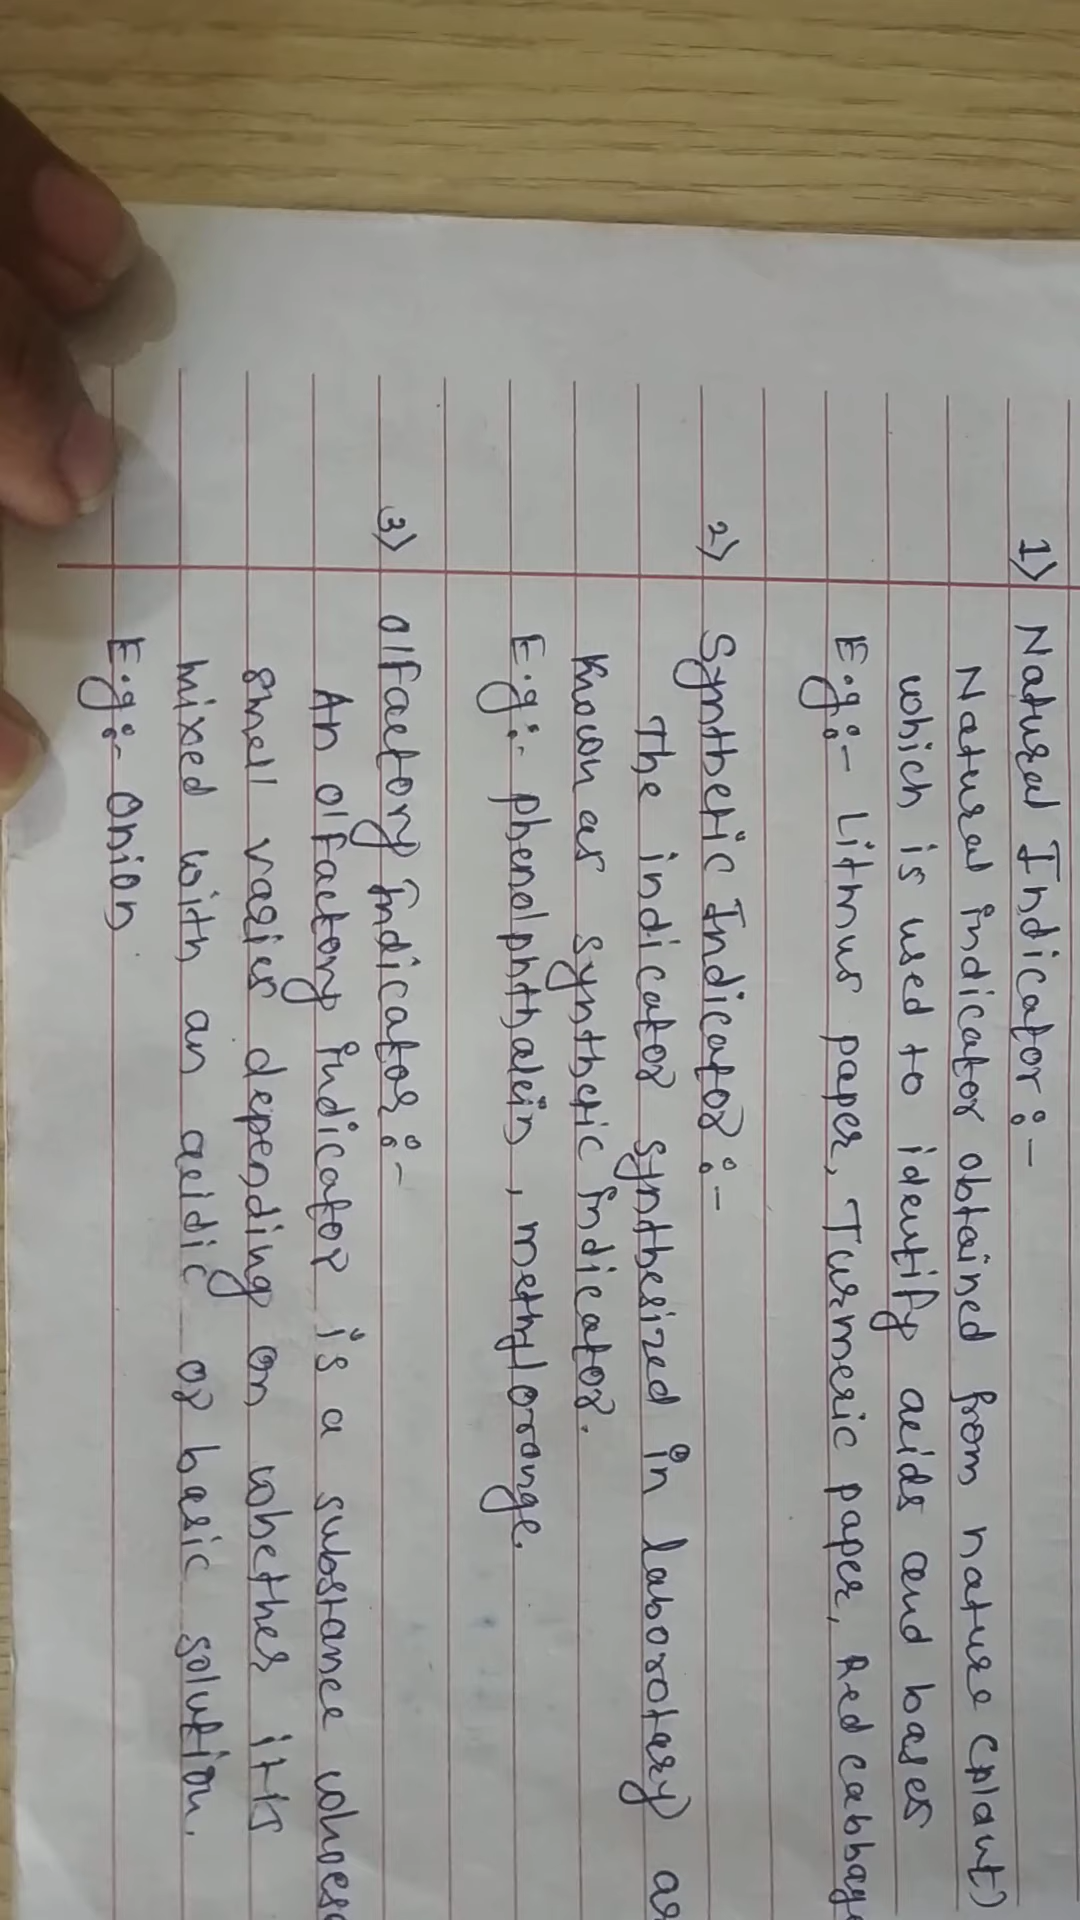 1) Natural Indicator :-
Natural indicator obtained from nature (plant)
which is used to identify acids and bases
E.g :- Litmus paper, Turmeric paper, Red cabbage
2) Synthetic Indicator :-
The indicator synthesized in laborotary as
known as synthetic indicator.
E.g :- phenolphthalein, methyl orange.
3) olfactory indicator :-
An olfactory indicator is a substance whoes
smell varies depending on whether it is
mixed with an acidic or basic solution.
E.g :- Onion